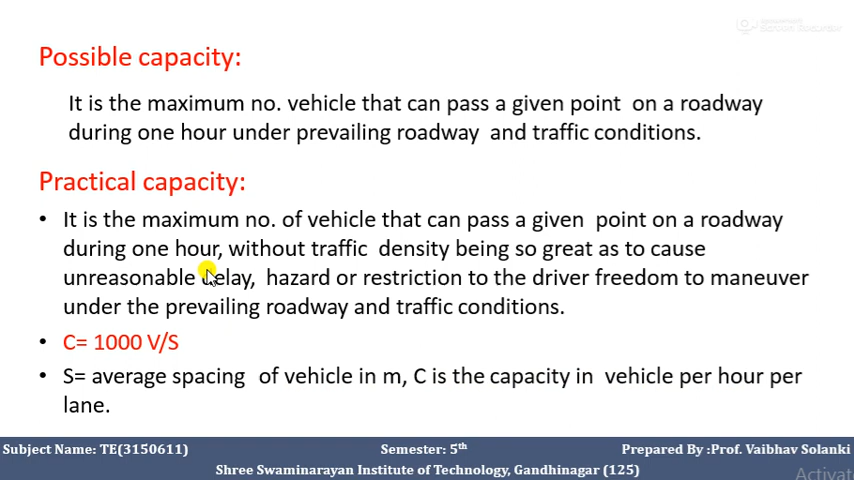 Screen Recorder
Possible capacity:
It is the maximum no. vehicle that can pass a given point on a roadway
during one hour under prevailing roadway and traffic conditions.
Practical capacity:
• It is the maximum no. of vehicle that can pass a given point on a roadway
during one hour, without traffic density being so great as to cause
unreasonable delay, hazard or restriction to the driver freedom to maneuver
under the prevailing roadway and traffic conditions.
• C= 1000 V/S
• S= average spacing of vehicle in m, C is the capacity in vehicle per hour per
lane.
Subject Name: TE(3150611) Semester: 5th Prepared By :Prof. Vaibhav Solanki
Shree Swaminarayan Institute of Technology, Gandhinagar (125)
Activat